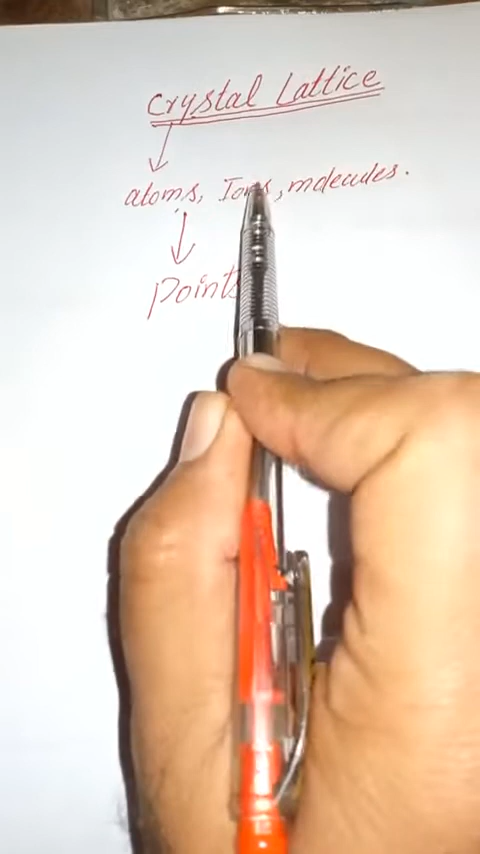 Crystal Lattice
atoms, Ions, molecules.
Points